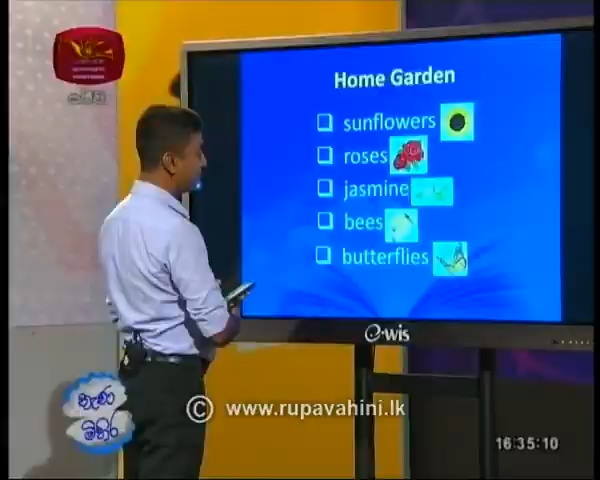 Home Garden
❑ sunflowers
❑ roses
❑ jasmine
❑ bees
❑ butterflies
e-wis
නැණ
මිහිර
© www.rupavahini.lk
16:35:10